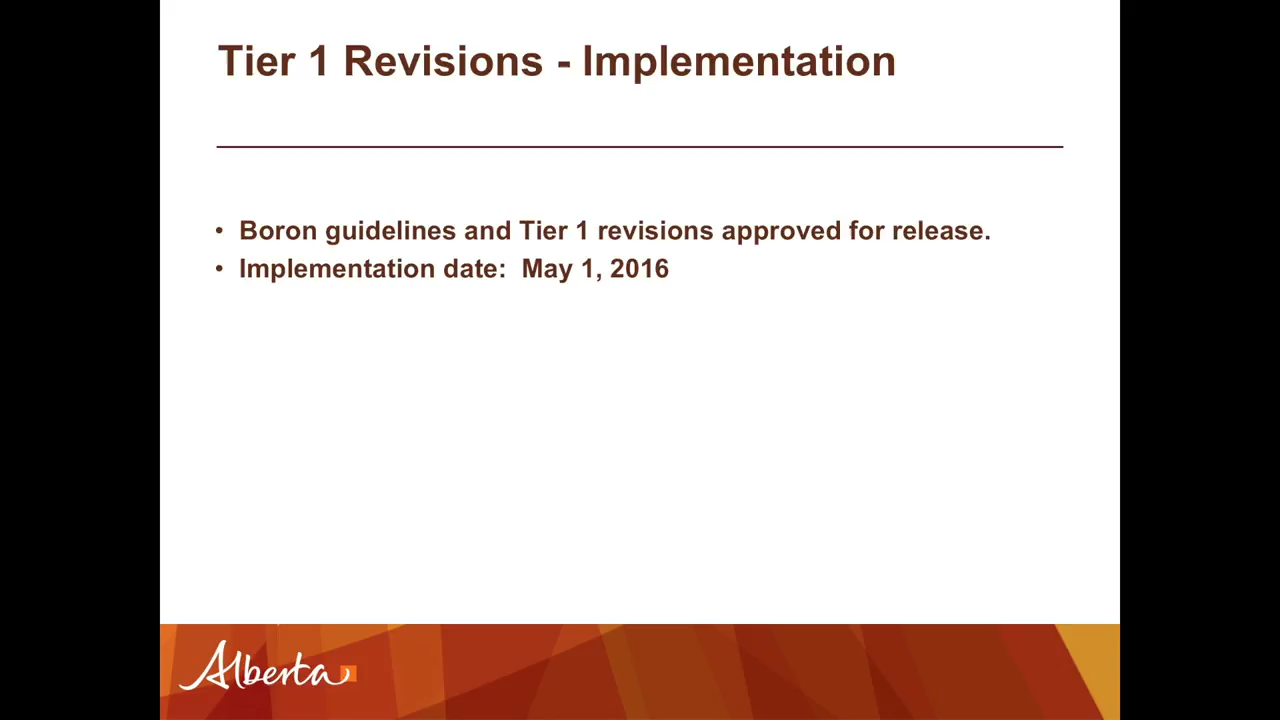 Tier 1 Revisions - Implementation
• Boron guidelines and Tier 1 revisions approved for release.
• Implementation date:  May 1, 2016
Alberta